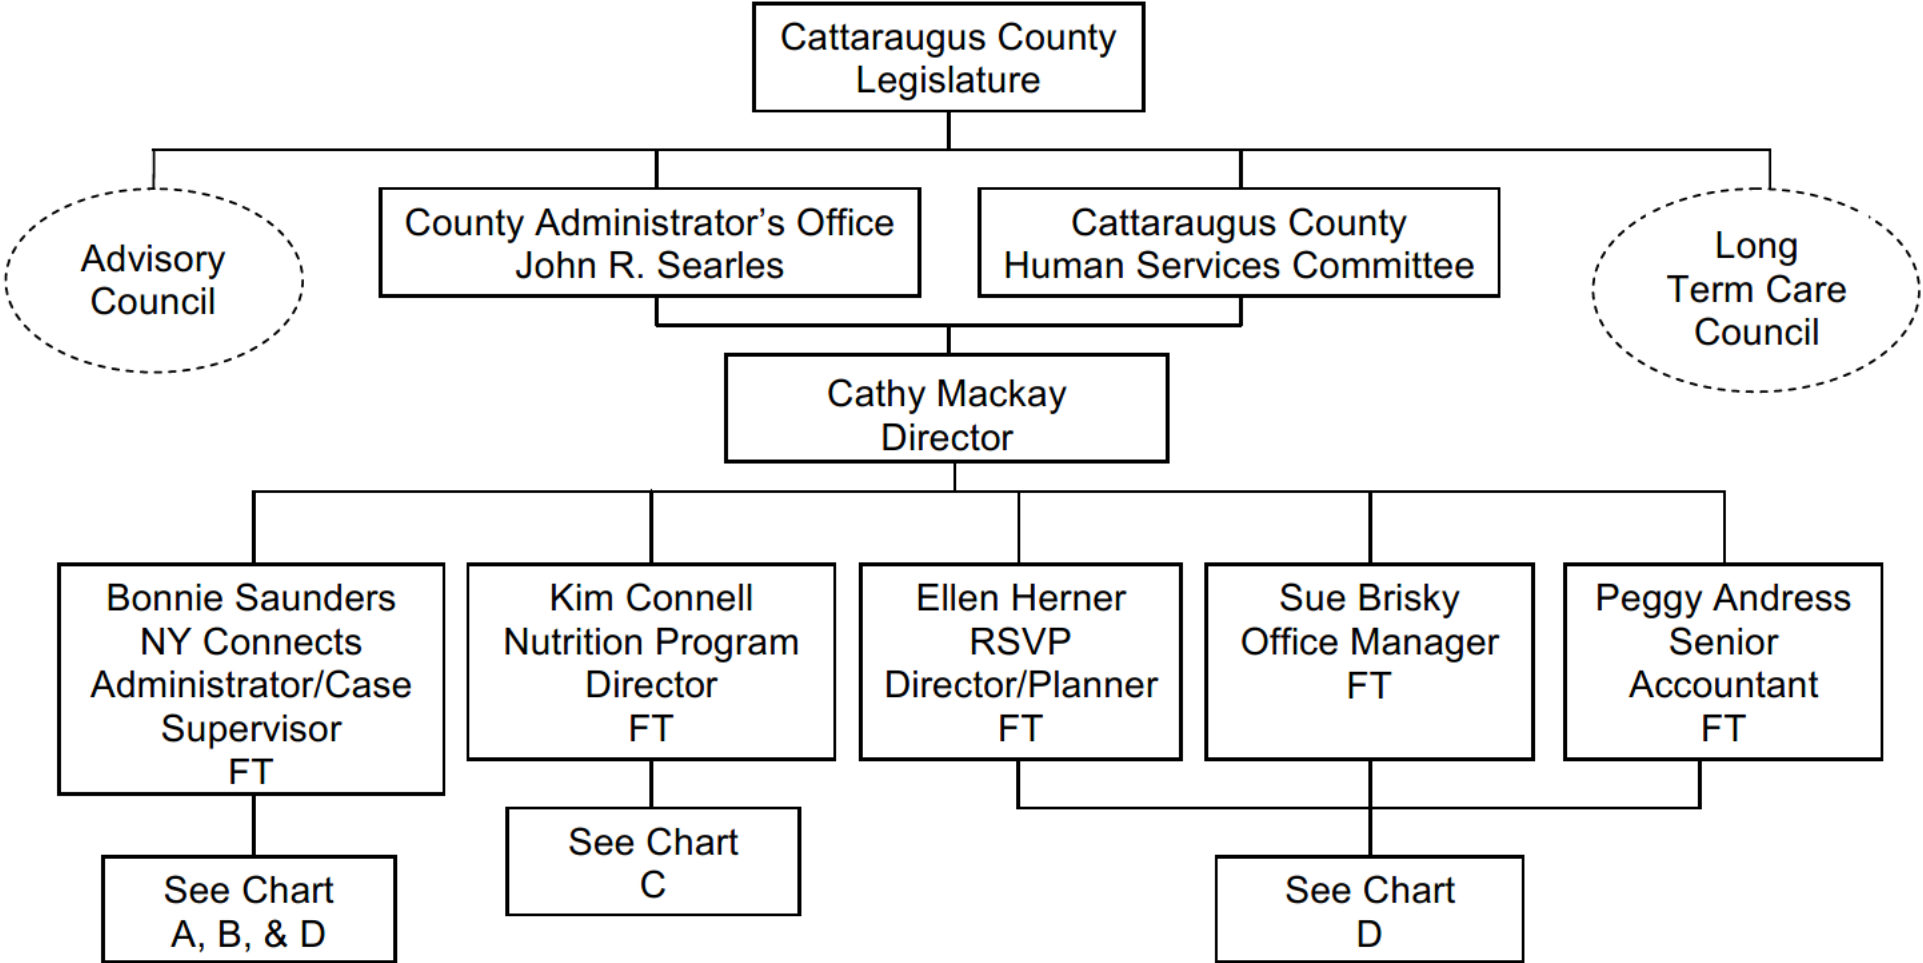 Cattaraugus County
Legislature
Advisory
Council
County Administrator’s Office
John R. Searles
Cattaraugus County
Human Services Committee
Long
Term Care
Council
Cathy Mackay
Director
Bonnie Saunders
NY Connects
Administrator/Case
Supervisor
FT
Kim Connell
Nutrition Program
Director
FT
Ellen Herner
RSVP
Director/Planner
FT
Sue Brisky
Office Manager
FT
Peggy Andress
Senior
Accountant
FT
See Chart
A, B, & D
See Chart
C
See Chart
D